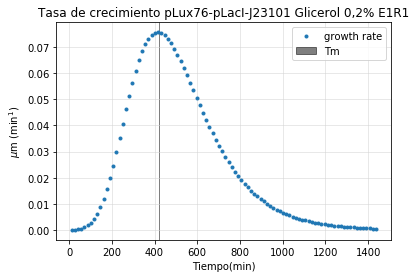 Tasa de crecimiento pLux76-pLacI-J23101 Glicerol 0,2% E1R1
growth rate
Tm
μm (min¹)
0.07
0.06
0.05
0.04
0.03
0.02
0.01
0.00
0 200 400 600 800 1000 1200 1400
Tiempo(min)